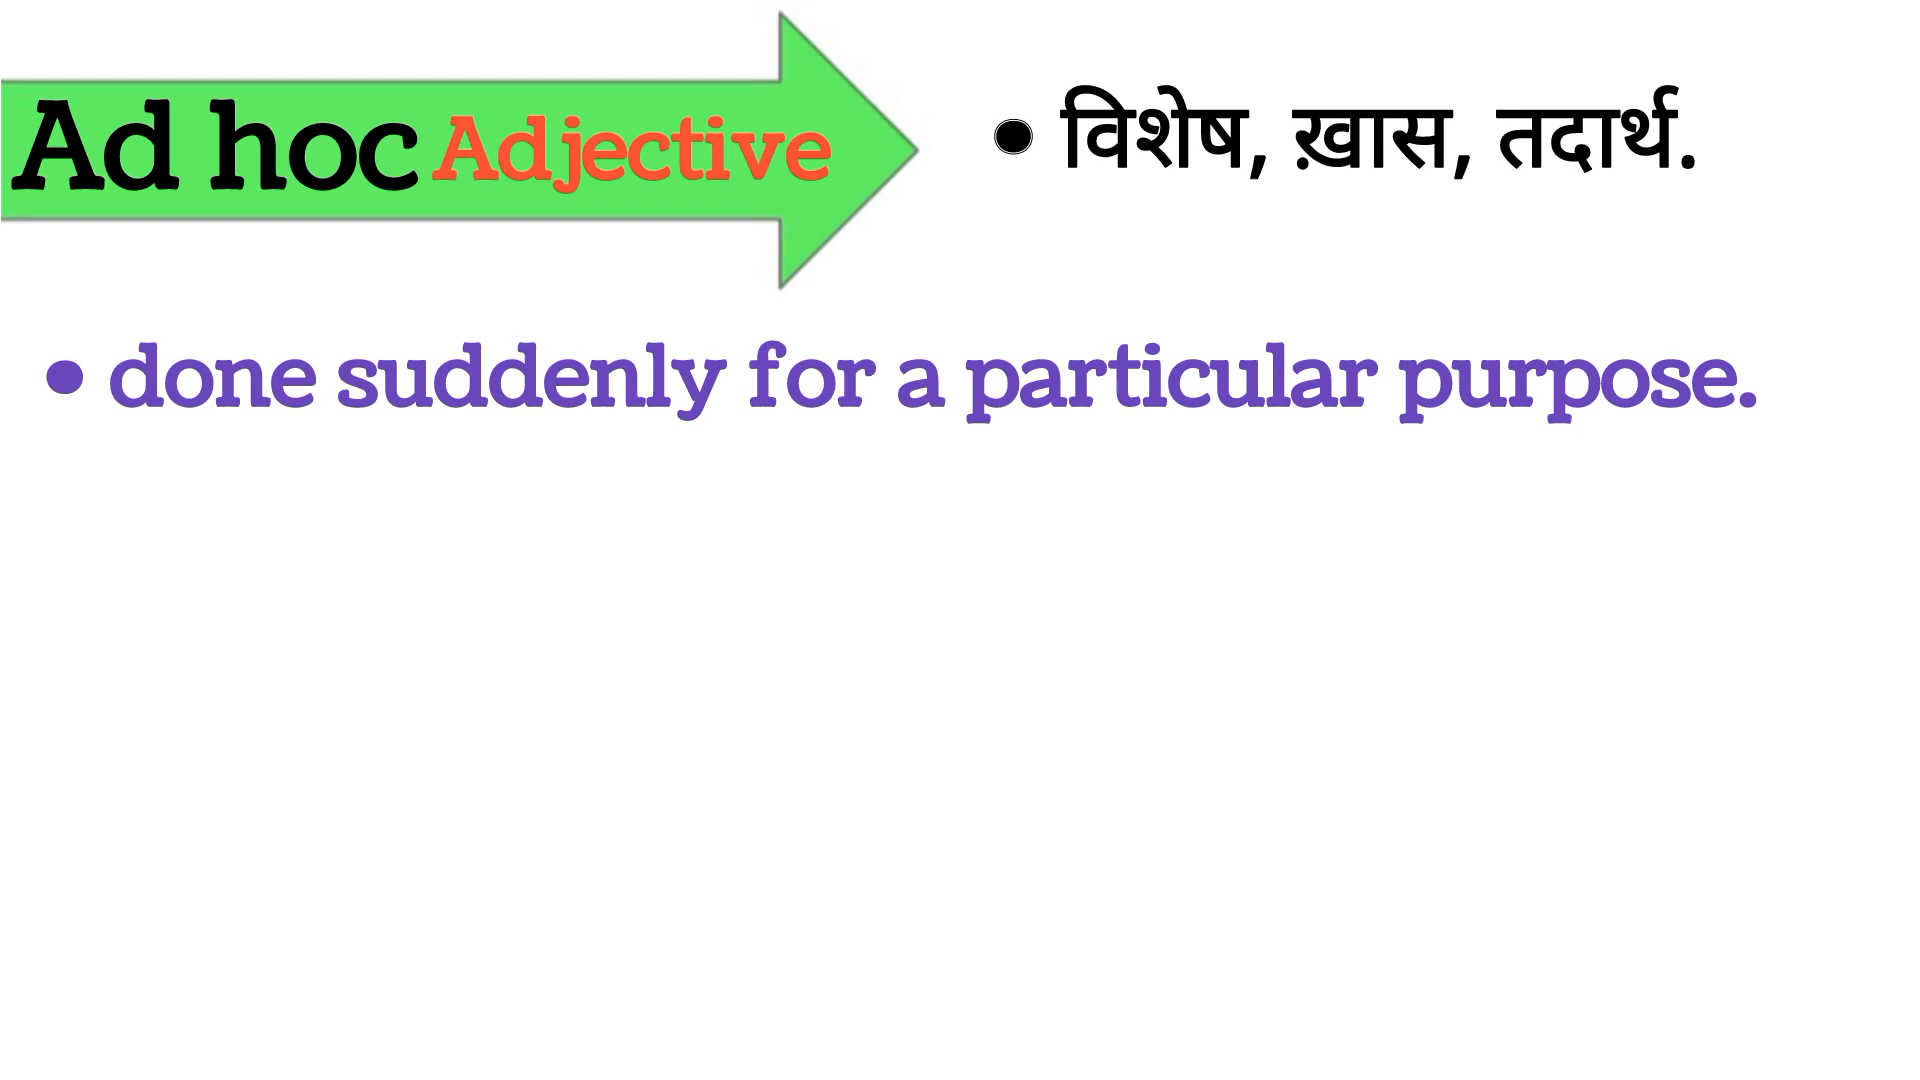 Ad hoc Adjective
• विशेष, ख़ास, तदार्थ.
• done suddenly for a particular purpose.